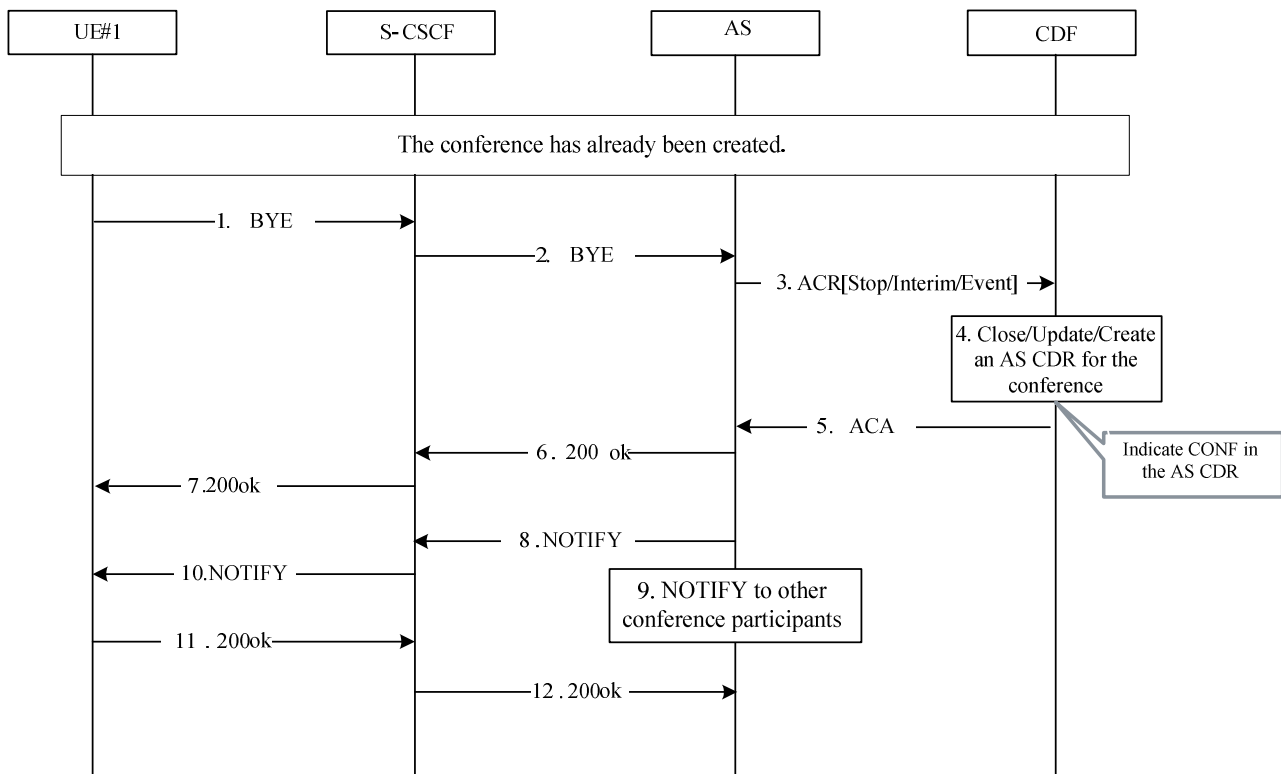 UE#1
S-CSCF
AS
CDF
The conference has already been created.
1. BYE
2. BYE
3. ACR[Stop/Interim/Event]
4. Close/Update/Create
an AS CDR for the
conference
5. ACA
Indicate CONF in
the AS CDR
6. 200 ok
7.200ok
8.NOTIFY
10.NOTIFY
9. NOTIFY to other
conference participants
11.200ok
12.200ok